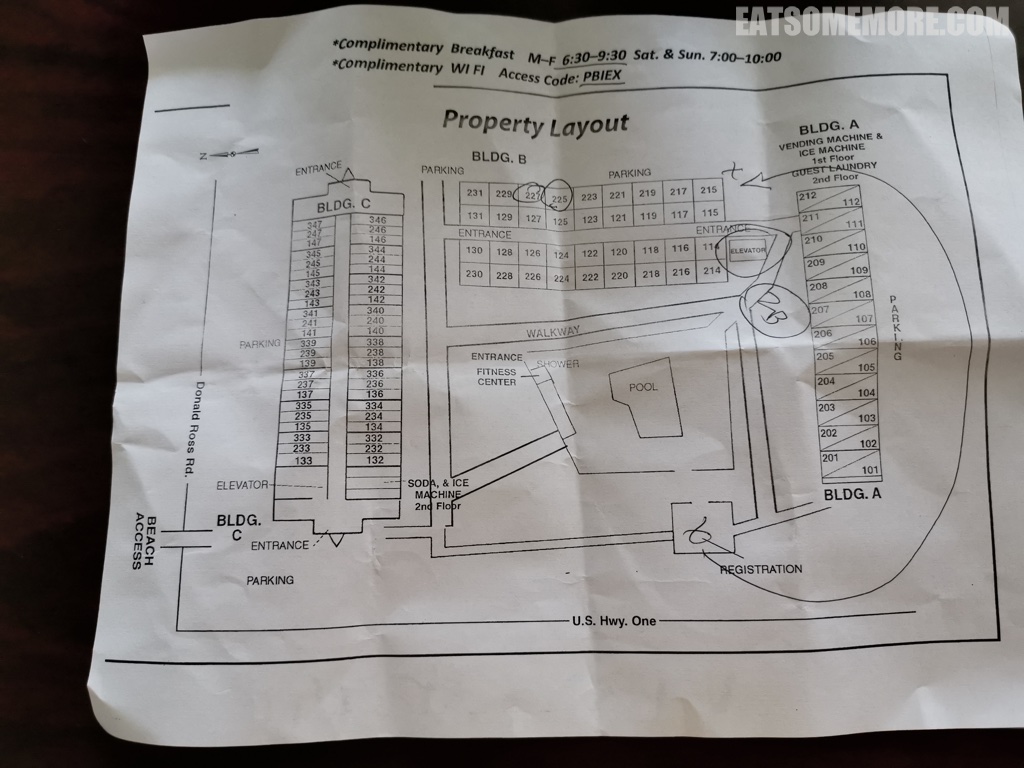 EATSOMEMORE.COM
*Complimentary Breakfast M–F 6:30–9:30 Sat. & Sun. 7:00–10:00
*Complimentary WI FI Access Code: PBIEX
Property Layout
BLDG. A
VENDING MACHINE &
ICE MACHINE
1st Floor
GUEST LAUNDRY
2nd Floor
BLDG. B
PARKING
PARKING
N
ENTRANCE
BLDG. C
347 346
247 246
147 146
345 344
245 244
145 144
343 342
243 242
143 142
341 340
241 240
141 140
339 338
239 238
139 138
337 336
237 236
137 136
335 334
235 234
135 134
333 332
233 232
133 132
PARKING
ELEVATOR
BLDG.
C
ENTRANCE
PARKING
Donald Ross Rd.
BEACH
ACCESS
231 229 227 225 223 221 219 217 215
131 129 127 125 123 121 119 117 115
ENTRANCE
ENTRANCE
130 128 126 124 122 120 118 116 114
230 228 226 224 222 220 218 216 214
ELEVATOR
WALKWAY
ENTRANCE
FITNESS
CENTER
SHOWER
POOL
SODA, & ICE
MACHINE
2nd Floor
212 112
211 111
210 110
209 109
208 108
207 107
206 106
205 105
204 104
203 103
202 102
201 101
BLDG. A
PARKING
REGISTRATION
U.S. Hwy. One